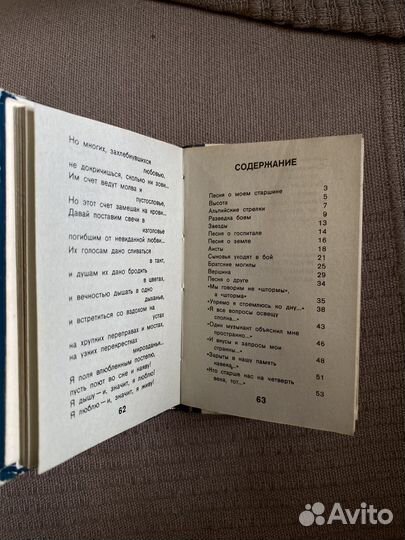 Но многих, захлебнувшихся
любовью,
не докричишься, сколько ни зови...
Им счет ведут молва и
пустословье,
Но этот счет замешан на крови...
Давай поставим свечи в
изголовье
погибшим от невиданной любви...
Их голосам дано сливаться
в такт,
и душам их дано бродить
в цветах,
и вечностью дышать в одно
дыханье,
и встретиться со вздохом на
устах
на хрупких переправах и мостах,
на узких перекрестках
мирозданья...
Я поля влюбленным постелю,
пусть поют во сне и наяву!
Я дышу — и, значит, я люблю!
Я люблю — и, значит, я живу!
62
СОДЕРЖАНИЕ
Песня о моем старшине 3
Высота 5
Альпийские стрелки 7
Разведка боем 9
Звезды 13
Песня о госпитале 14
Песня о земле 16
Аисты 18
Сыновья уходят в бой 21
Братские могилы 25
Вершина 29
Песня о друге 31
«Мы говорим не «штормы»,
а «шторма» 35
«Упрямо я стремлюсь ко дну...» 38
«Я все вопросы освещу
сполна...» 41
«Один музыкант объяснил мне
пространно...» 43
«И вкусы и запросы мои
странны...» 46
«Зарыты в нашу память
навека...» 48
«Кто старше нас на четверть
века, тот...» 51
53
63
Avito